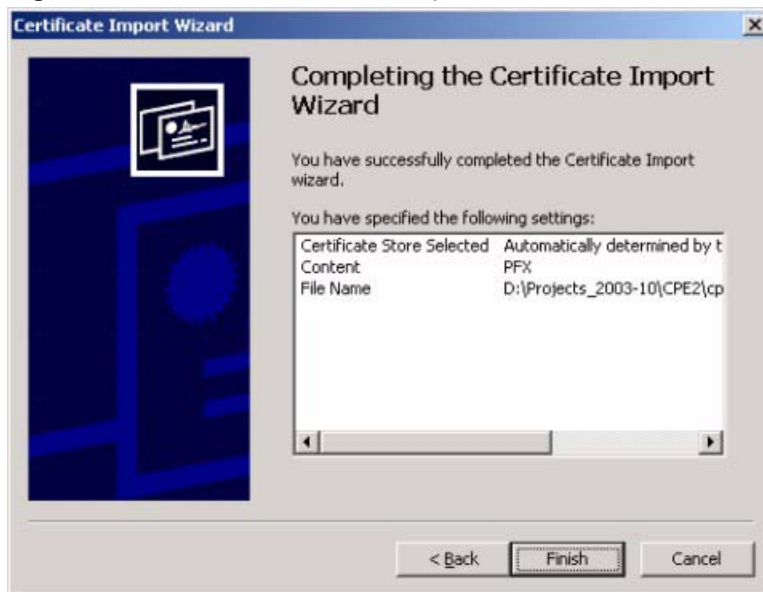 Certificate Import Wizard
Completing the Certificate Import
Wizard
You have successfully completed the Certificate Import
wizard.
You have specified the following settings:
Certificate Store Selected Automatically determined by t
Content PFX
File Name D:\Projects_2003-10\CPE2\cp
< Back Finish Cancel